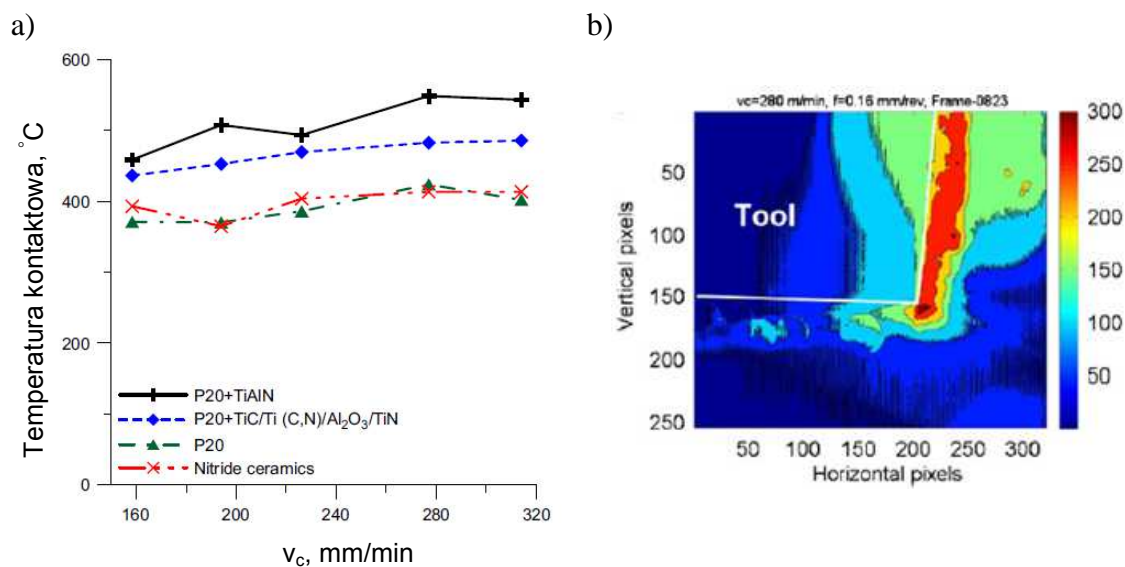 a)
600
400
200
0
Temperatura kontaktowa, °C
P20+TiAlN
P20+TiC/Ti (C,N)/Al₂O₃/TiN
P20
Nitride ceramics
160 200 240 280 320
v_c, mm/min
b)
vc=280 m/min, f=0.16 mm/rev, Frame-0823
50
100
150
200
250
Vertical pixels
Tool
50 100 150 200 250 300
Horizontal pixels
300
250
200
150
100
50